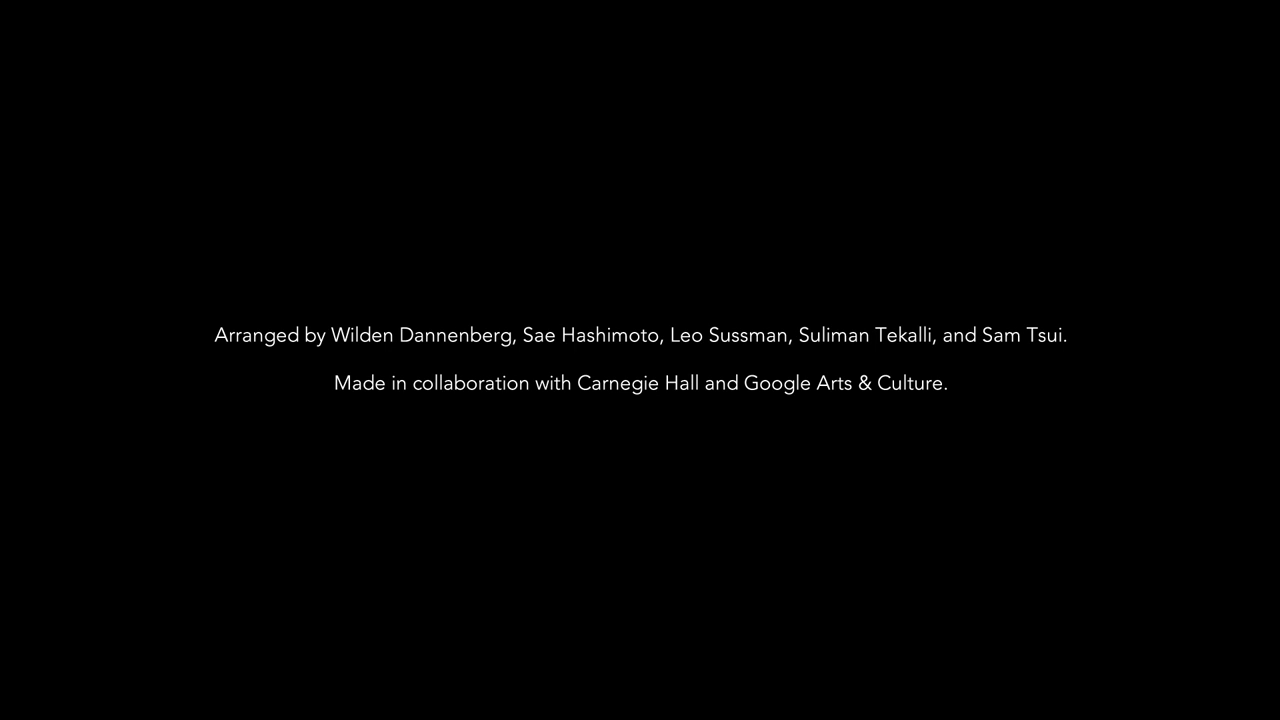 Arranged by Wilden Dannenberg, Sae Hashimoto, Leo Sussman, Suliman Tekalli, and Sam Tsui.
Made in collaboration with Carnegie Hall and Google Arts & Culture.